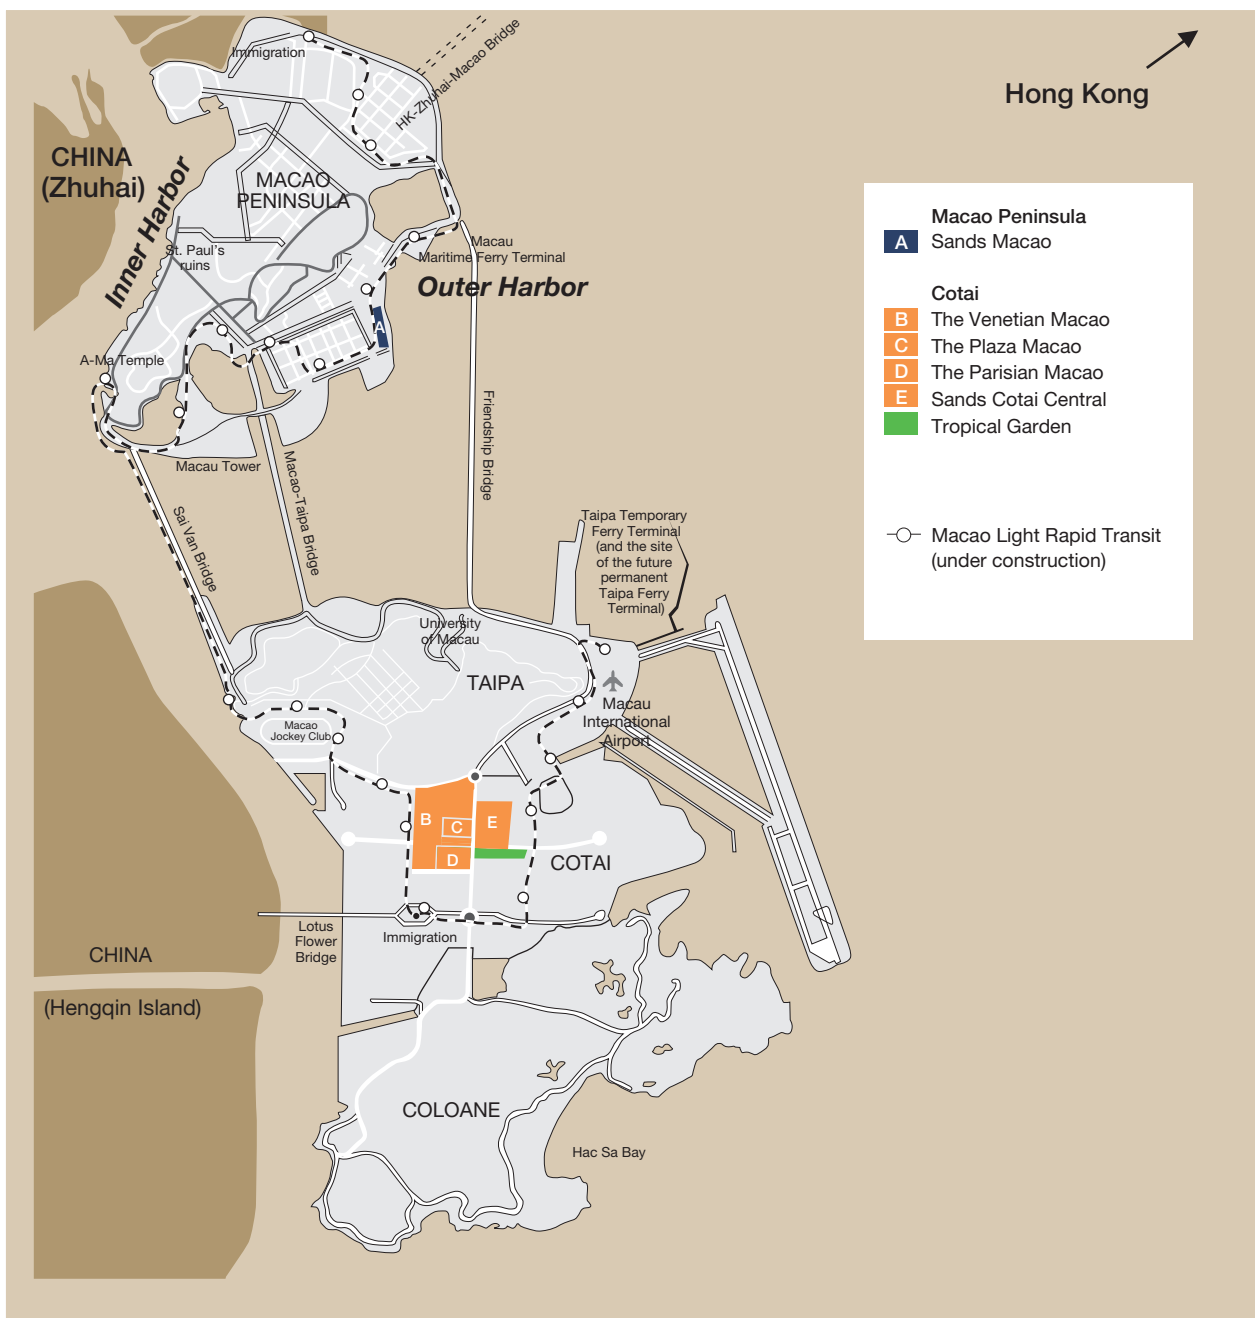 Immigration
HK-Zhuhai-Macao Bridge
Hong Kong
CHINA
(Zhuhai)
Inner Harbor
MACAO
PENINSULA
St. Paul's
ruins
Macau
Maritime Ferry Terminal
Outer Harbor
A
A-Ma Temple
Macau Tower
Sai Van Bridge
Macao-Taipa Bridge
Friendship Bridge
Macao Peninsula
A Sands Macao
Cotai
B The Venetian Macao
C The Plaza Macao
D The Parisian Macao
E Sands Cotai Central
Tropical Garden
Macao Light Rapid Transit
(under construction)
Taipa Temporary
Ferry Terminal
(and the site
of the future
permanent
Taipa Ferry
Terminal)
University
of Macau
TAIPA
Macau
International
Airport
Macao
Jockey Club
B
C
E
D
COTAI
Lotus
Flower
Bridge
Immigration
CHINA
(Hengqin Island)
COLOANE
Hac Sa Bay